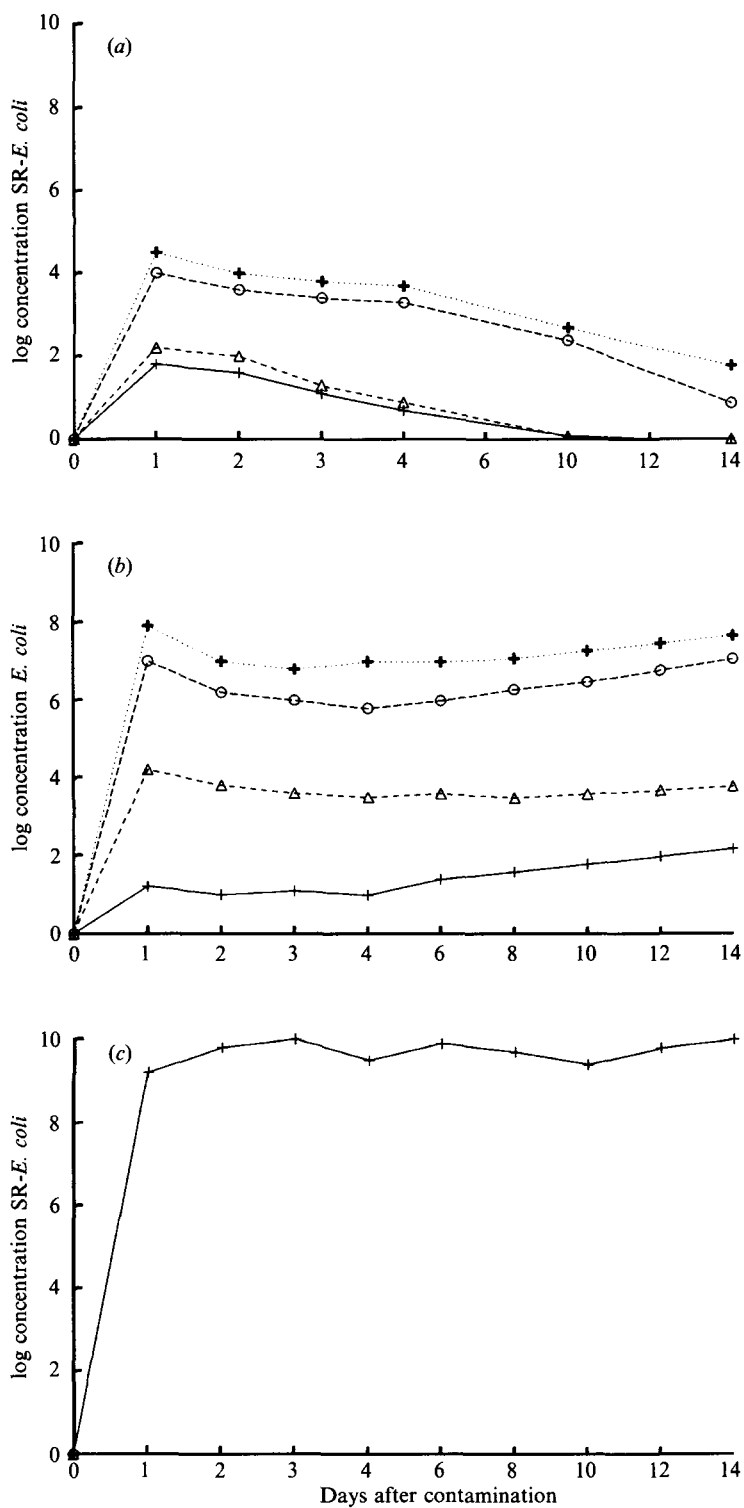 (a)
log concentration SR-E. coli
10
8
6
4
2
0
0 1 2 3 4 6 10 12 14
(b)
log concentration E. coli
10
8
6
4
2
0
0 1 2 3 4 6 8 10 12 14
(c)
log concentration SR-E. coli
10
8
6
4
2
0
0 1 2 3 4 6 8 10 12 14
Days after contamination